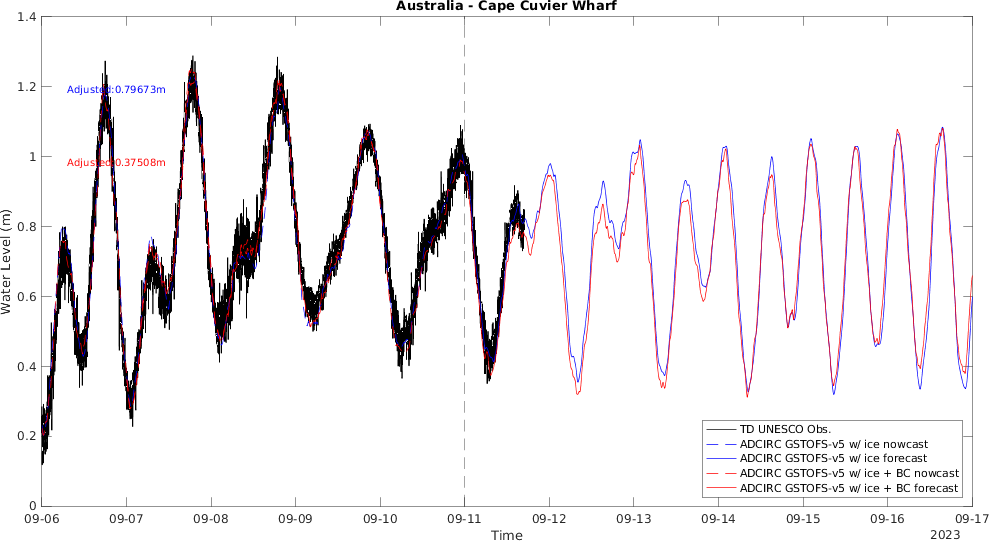 Australia - Cape Cuvier Wharf
1.4
1.2
1
0.8
0.6
0.4
0.2
0
Water Level (m)
Adjusted:0.79673m
Adjusted:0.37508m
TD UNESCO Obs.
ADCIRC GSTOFS-v5 w/ ice nowcast
ADCIRC GSTOFS-v5 w/ ice forecast
ADCIRC GSTOFS-v5 w/ ice + BC nowcast
ADCIRC GSTOFS-v5 w/ ice + BC forecast
09-06 09-07 09-08 09-09 09-10 09-11 09-12 09-13 09-14 09-15 09-16 09-17
Time
2023